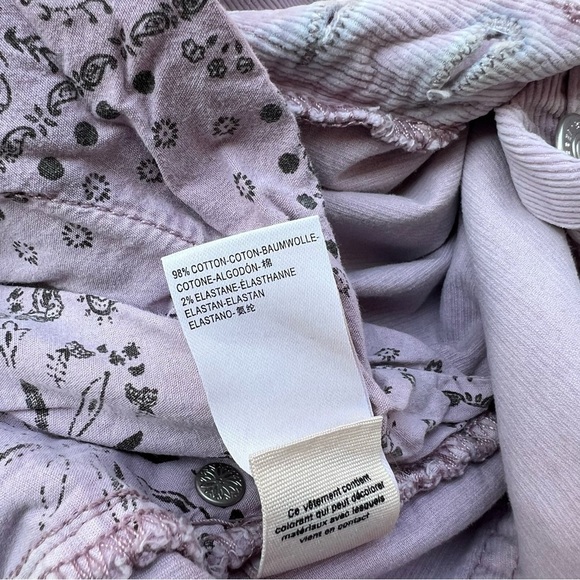 98% COTTON-COTON-BAUMWOLLE-
COTONE-ALGODÓN-棉
2% ELASTANE-ÉLASTHANNE
ELASTAN-ELASTAN
ELASTANO-氨纶
Ce vêtement contient
colorant qui peut décolorer
matériaux avec lesquels
vient en contact